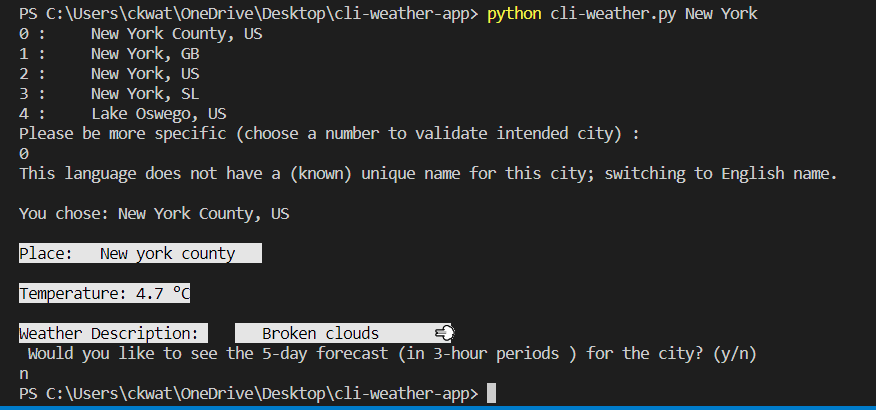 PS C:\Users\ckwat\OneDrive\Desktop\cli-weather-app> python cli-weather.py New York
0 : New York County, US
1 : New York, GB
2 : New York, US
3 : New York, SL
4 : Lake Oswego, US
Please be more specific (choose a number to validate intended city) :
0
This language does not have a (known) unique name for this city; switching to English name.
You chose: New York County, US
Place: New york county
Temperature: 4.7 °C
Weather Description: Broken clouds
Would you like to see the 5-day forecast (in 3-hour periods ) for the city? (y/n)
n
PS C:\Users\ckwat\OneDrive\Desktop\cli-weather-app>